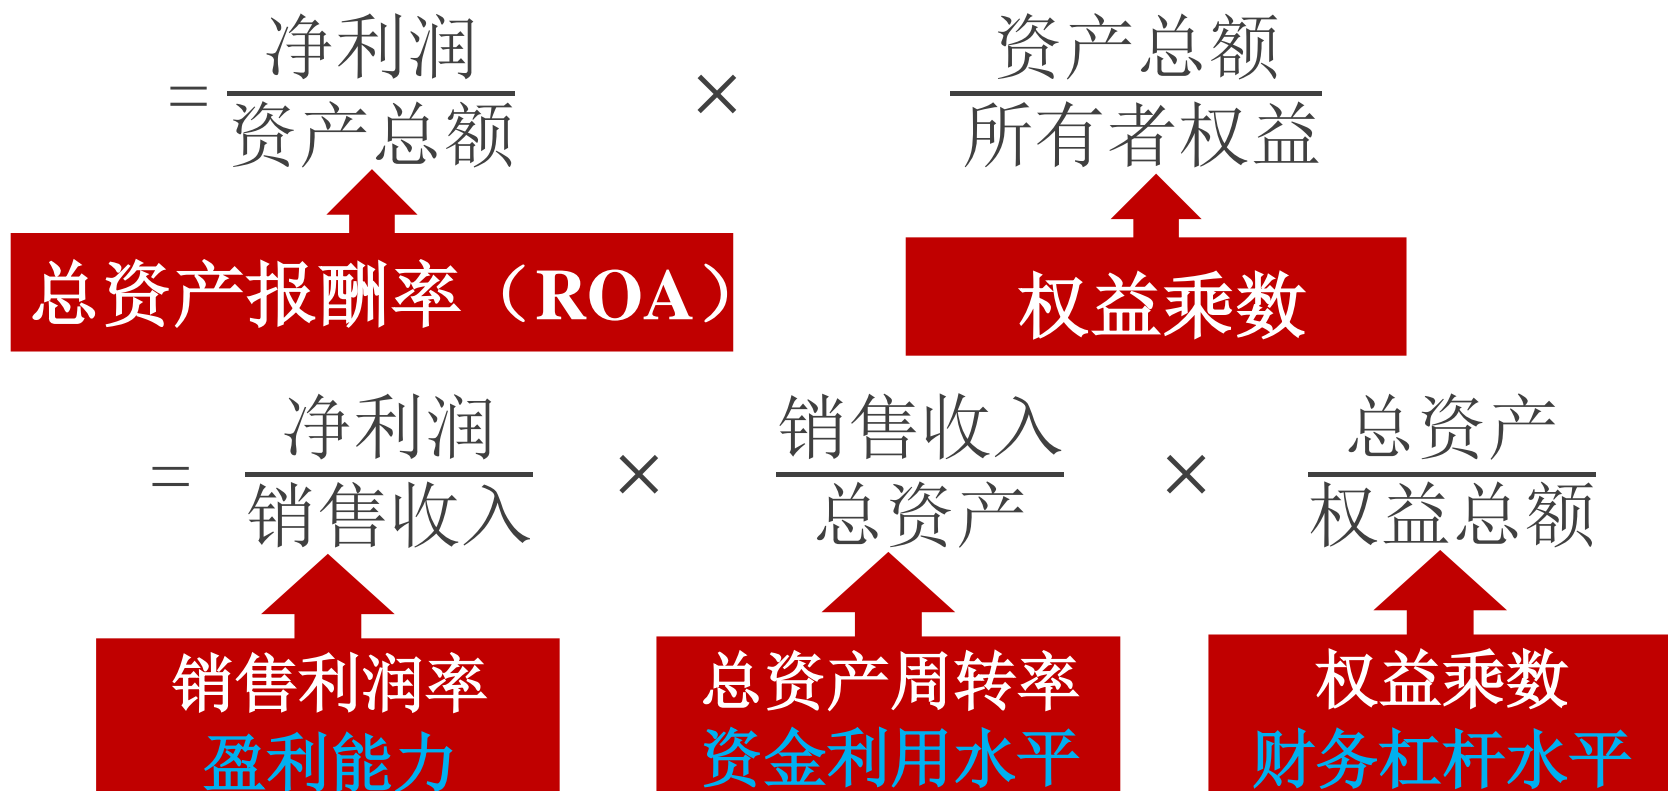 净利润 资产总额
= × 
资产总额 所有者权益
总资产报酬率（ROA） 权益乘数
净利润 销售收入 总资产
= × ×
销售收入 总资产 权益总额
销售利润率 总资产周转率 权益乘数
盈利能力 资金利用水平 财务杠杆水平